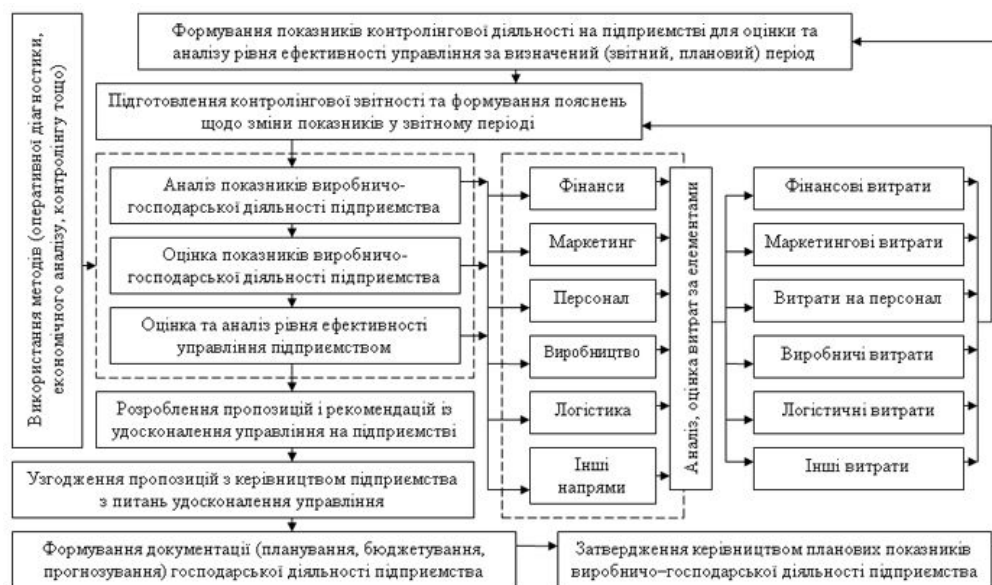 Використання методів (оперативної діагностики,
економічного аналізу, контролінгу тощо)
Формування показників контролінгової діяльності на підприємстві для оцінки та
аналізу рівня ефективності управління за визначений (звітний, плановий) період
Підготовлення контролінгової звітності та формування пояснень
щодо зміни показників у звітному періоді
Аналіз показників виробничо-
господарської діяльності підприємства
Оцінка показників виробничо-
господарської діяльності підприємства
Оцінка та аналіз рівня ефективності
управління підприємством
Розроблення пропозицій і рекомендацій із
удосконалення управління на підприємстві
Узгодження пропозицій з керівництвом підприємства
з питань удосконалення управління
Формування документації (планування, бюджетування,
прогнозування) господарської діяльності підприємства
Фінанси
Маркетинг
Персонал
Виробництво
Логістика
Інші
напрями
Аналіз, оцінка витрат за елементами
Фінансові витрати
Маркетингові витрати
Витрати на персонал
Виробничі витрати
Логістичні витрати
Інші витрати
Затвердження керівництвом планових показників
виробничо–господарської діяльності підприємства